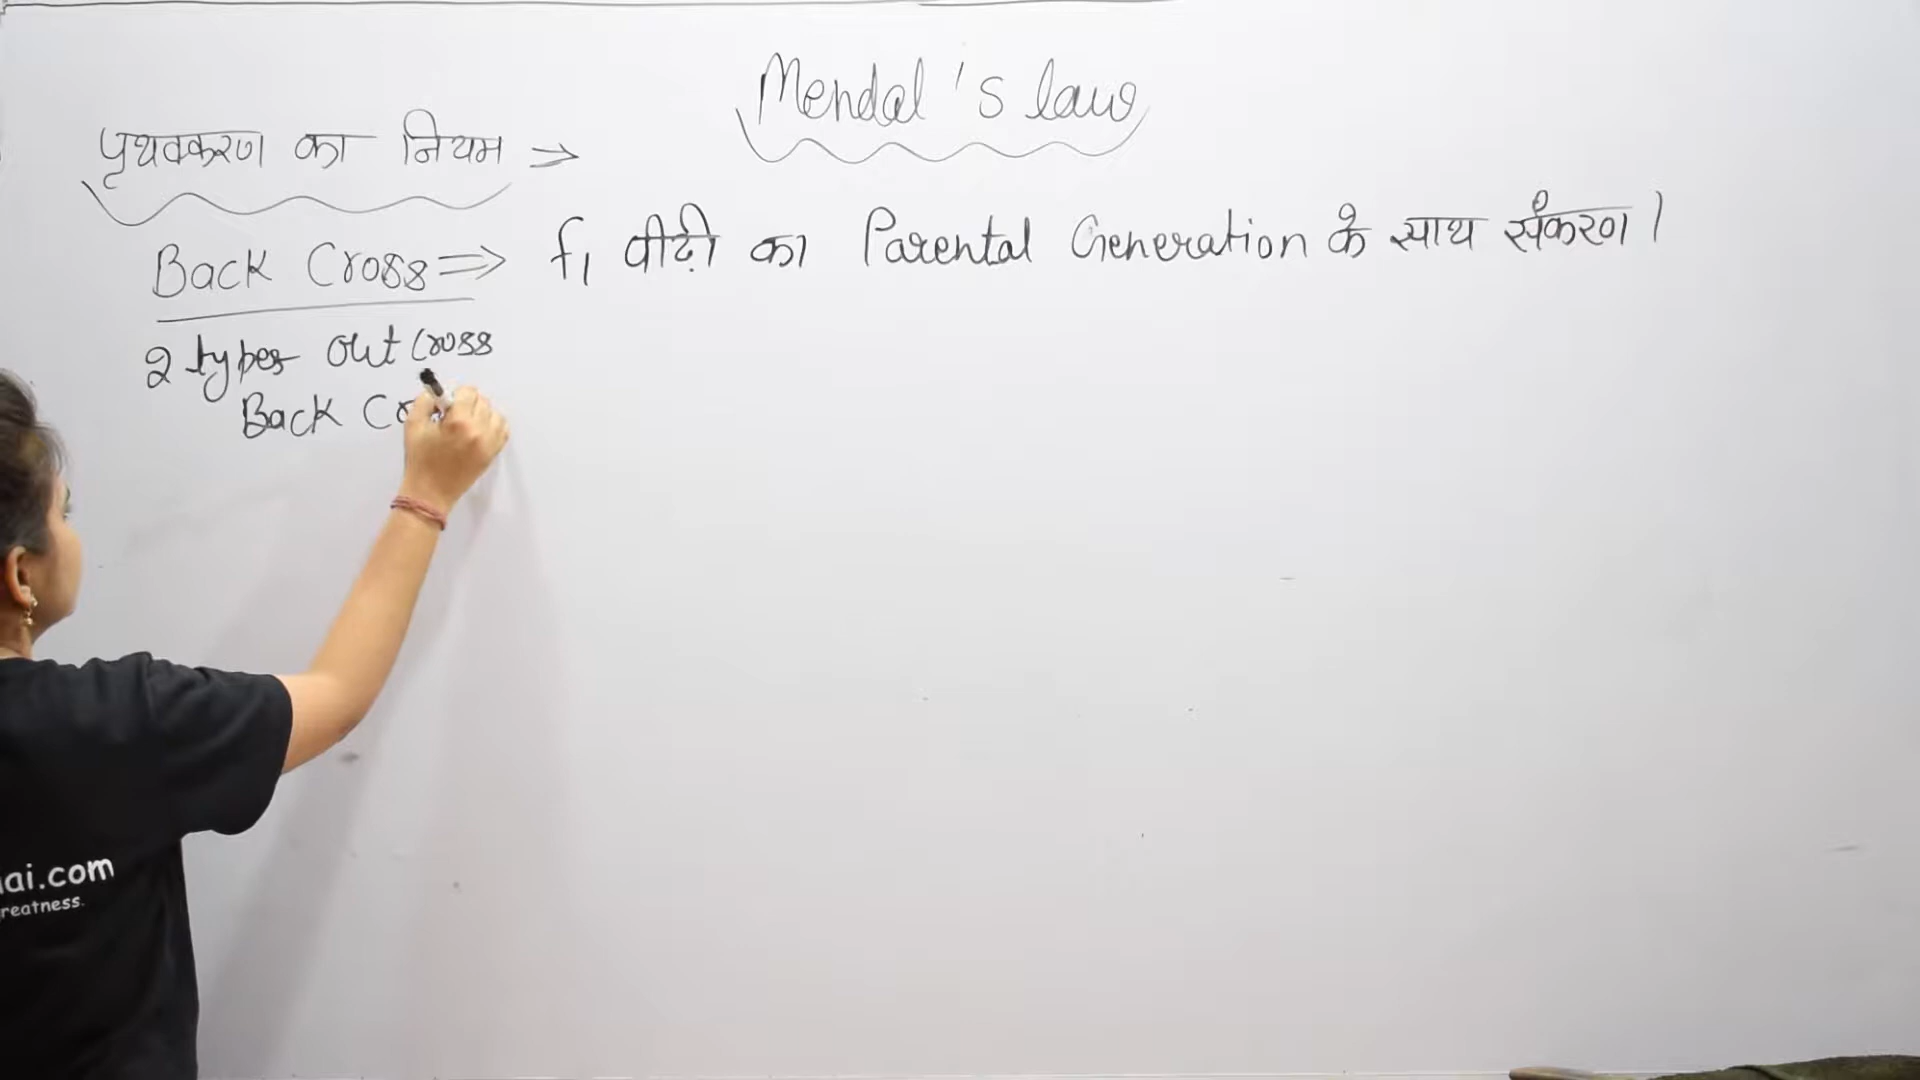 Mendal's law
पृथक्करण का नियम ⇒
Back Cross ⇒ f1 पीढ़ी का Parental Generation के साथ संकरण।
2 types out Cross
Back
ai.com
reatness.